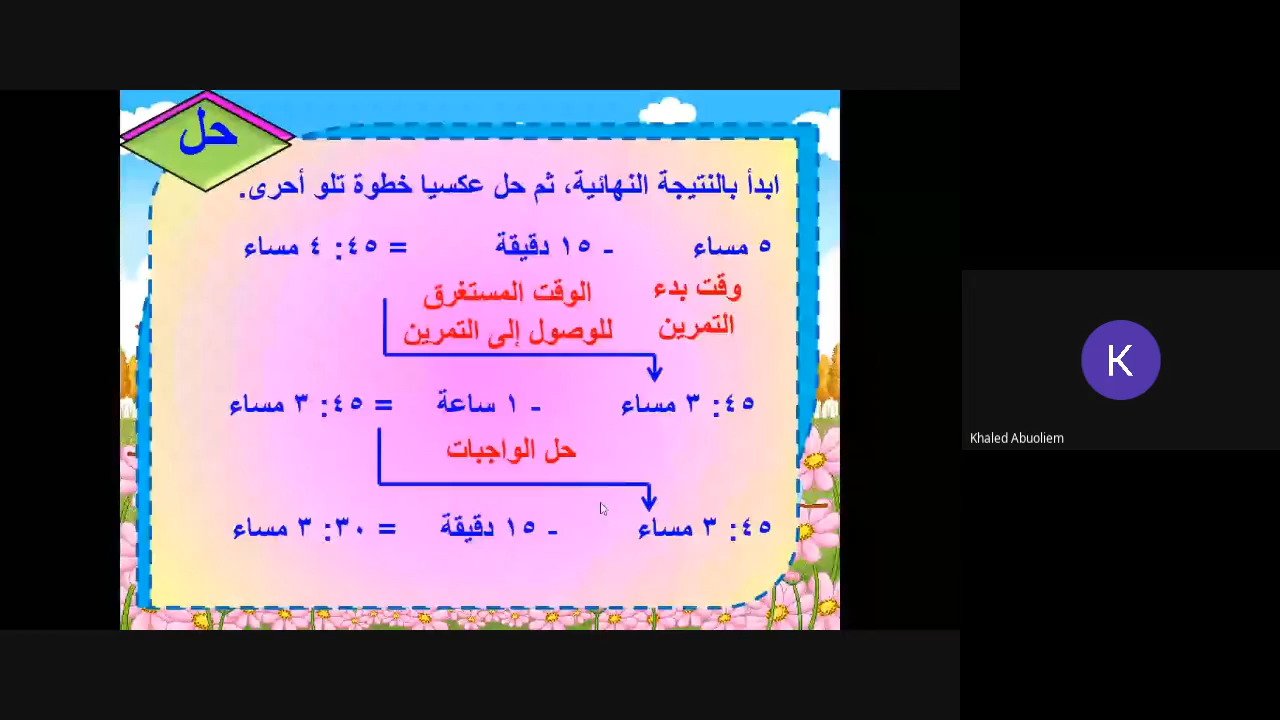 حل
ابدأ بالنتيجة النهائية، ثم حل عكسيا خطوة تلو أحرى.
٥ مساء - ١٥ دقيقة = ٤٥: ٤ مساء
وقت بدء الوقت المستغرق
التمرين للوصول إلى التمرين
٤٥: ٣ مساء - ١ ساعة = ٤٥: ٣ مساء
حل الواجبات
٤٥: ٣ مساء - ١٥ دقيقة = ٣٠: ٣ مساء
K
Khaled Abuoliem